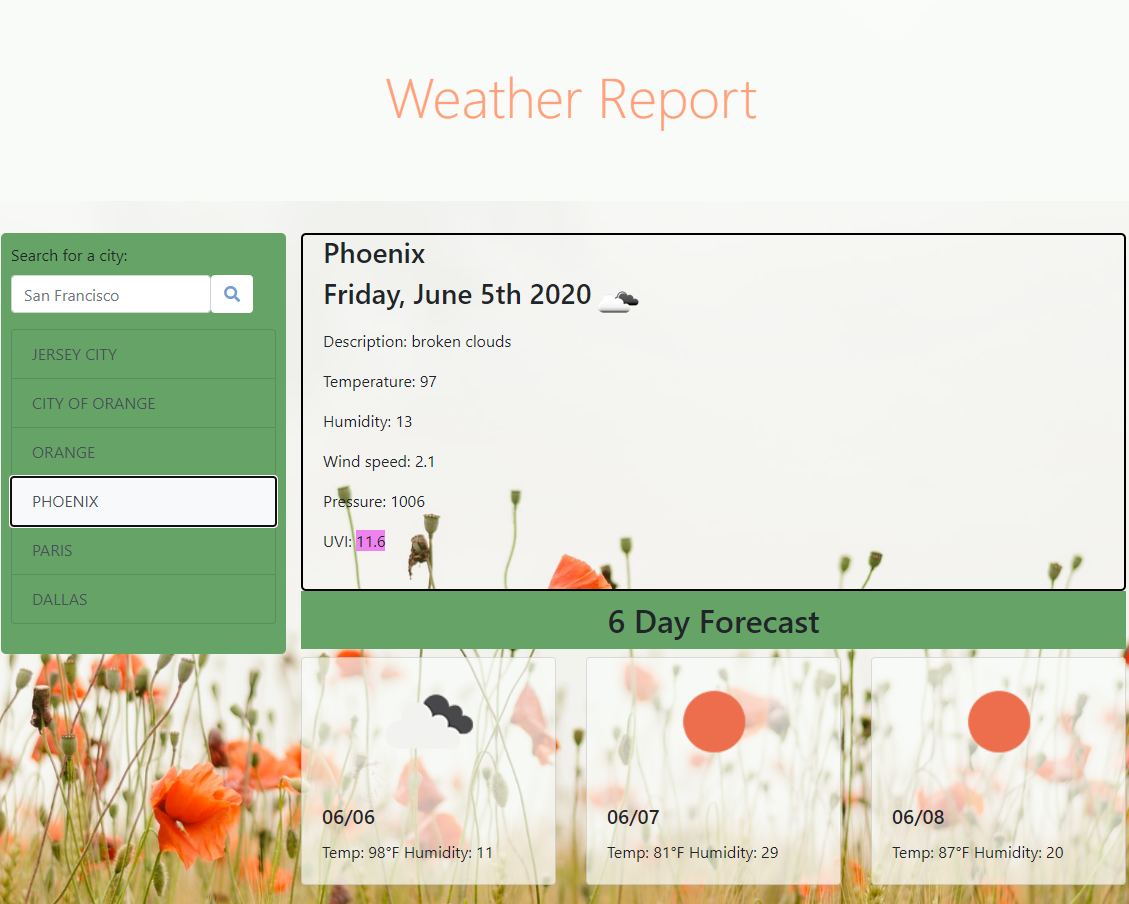 Weather Report
Search for a city:
San Francisco
JERSEY CITY
CITY OF ORANGE
ORANGE
PHOENIX
PARIS
DALLAS
Phoenix
Friday, June 5th 2020
Description: broken clouds
Temperature: 97
Humidity: 13
Wind speed: 2.1
Pressure: 1006
UVI: 11.6
6 Day Forecast
06/06
Temp: 98°F Humidity: 11
06/07
Temp: 81°F Humidity: 29
06/08
Temp: 87°F Humidity: 20